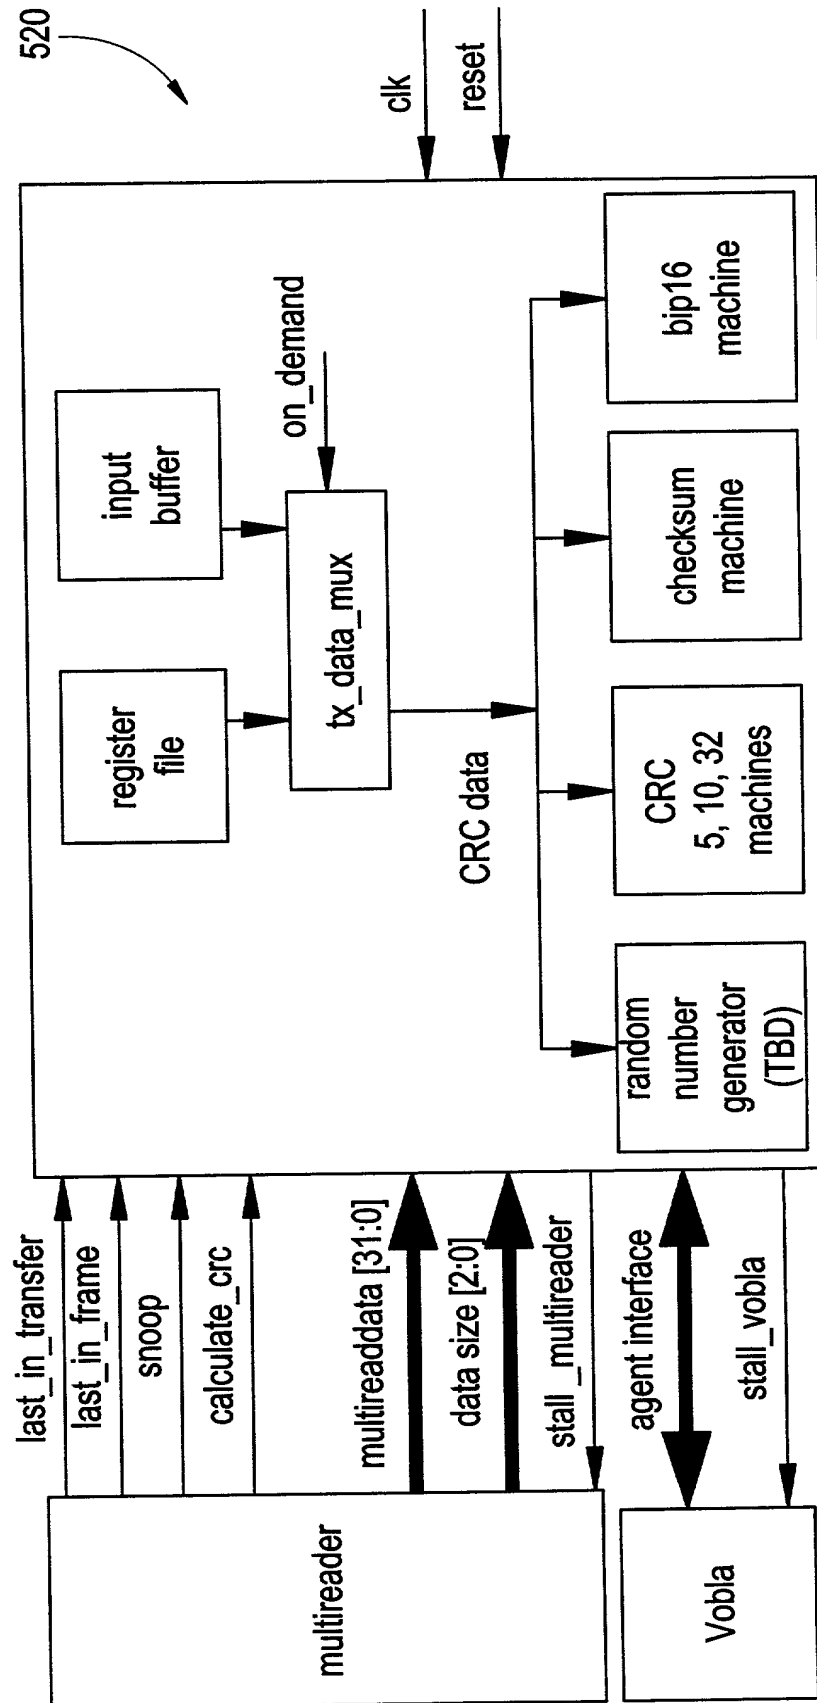 520
multireader
Vobla
last_in_transfer
last_in_frame
snoop
calculate_crc
multireaddata [31:0]
data size [2:0]
stall_multireader
agent interface
stall_vobla
register
file
input
buffer
tx_data_mux
on_demand
CRC data
random
number
generator
(TBD)
CRC
5, 10, 32
machines
checksum
machine
bip16
machine
clk
reset